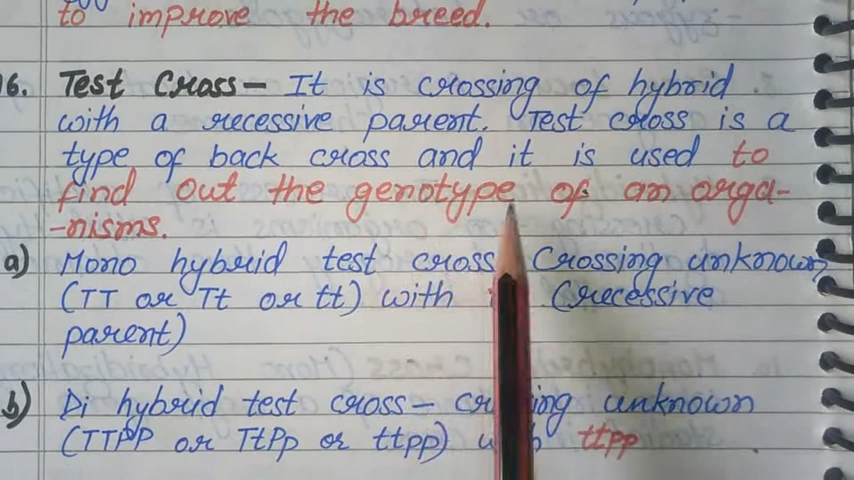 to improve the breed.
16. Test Cross- It is crossing of hybrid
with a recessive parent. Test cross is a
type of back cross and it is used to
find out the genotype of an orga-
-nisms.
a) Mono hybrid test cross Crossing unknown
(TT or Tt or tt) with (recessive
parent)
b) Di hybrid test cross- crossing unknown
(TTPP or TtPp or ttpp) with ttpp